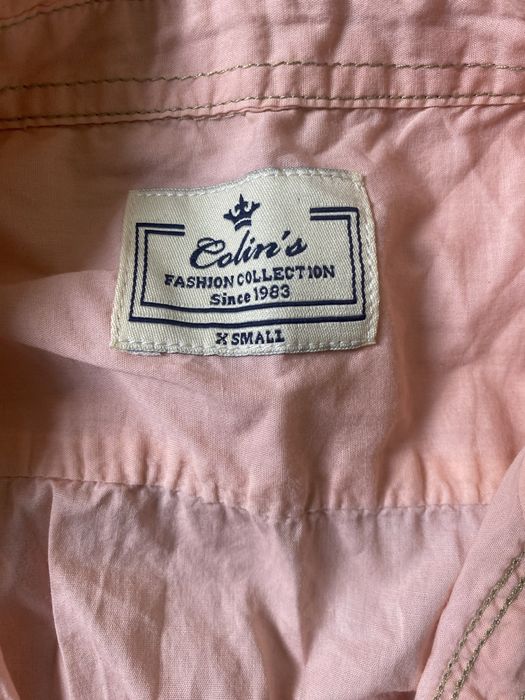 Colin's
FASHION COLLECTION
Since 1983
X SMALL